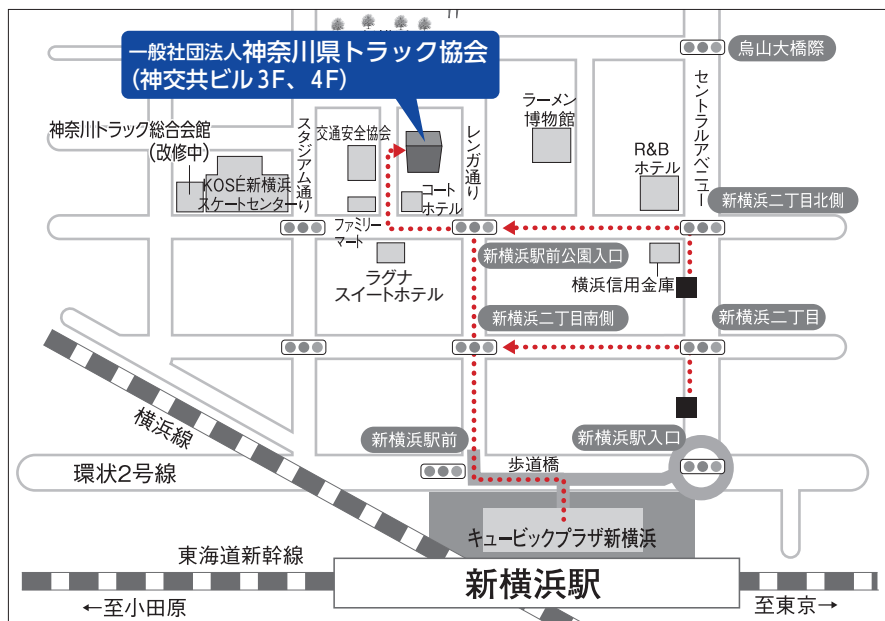 一般社団法人神奈川県トラック協会
(神交共ビル3F、4F)
烏山大橋際
セントラルアベニュー
ラーメン
博物館
レンガ通り
スタジアム通り
交通安全協会
神奈川トラック総合会館
(改修中)
R&B
ホテル
KOSÉ新横浜
スケートセンター
コート
ホテル
新横浜二丁目北側
ファミリー
マート
新横浜駅前公園入口
横浜信用金庫
ラグナ
スイートホテル
新横浜二丁目南側
新横浜二丁目
横浜線
新横浜駅前
新横浜駅入口
歩道橋
環状2号線
キュービックプラザ新横浜
東海道新幹線
新横浜駅
←至小田原
至東京→